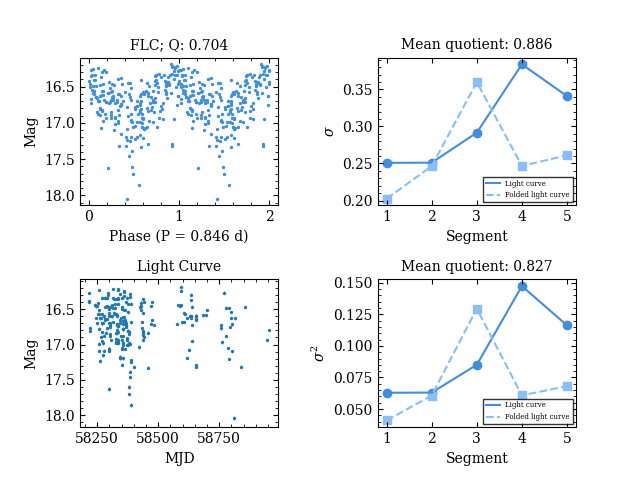 FLC; Q: 0.704
Mag
16.5
17.0
17.5
18.0
0
1
2
Phase (P = 0.846 d)
Mean quotient: 0.886
σ
0.35
0.30
0.25
0.20
Light curve
Folded light curve
1 2 3 4 5
Segment
Light Curve
Mag
16.5
17.0
17.5
18.0
58250 58500 58750
MJD
Mean quotient: 0.827
σ²
0.150
0.125
0.100
0.075
0.050
Light curve
Folded light curve
1 2 3 4 5
Segment